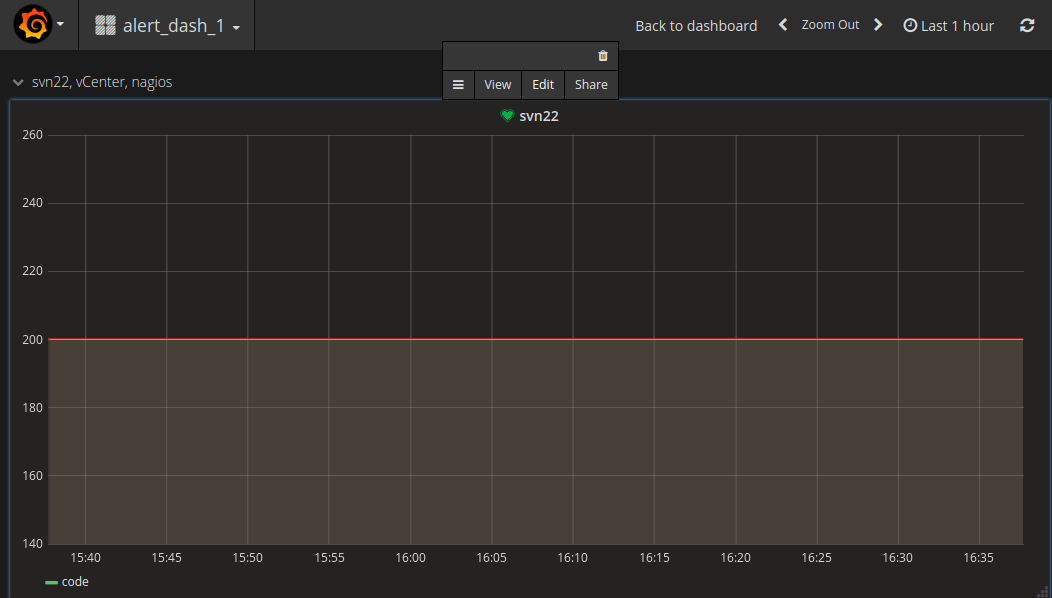 alert_dash_1
Back to dashboard
Zoom Out
Last 1 hour
svn22, vCenter, nagios
View
Edit
Share
svn22
260
240
220
200
180
160
140
15:40 15:45 15:50 15:55 16:00 16:05 16:10 16:15 16:20 16:25 16:30 16:35
code